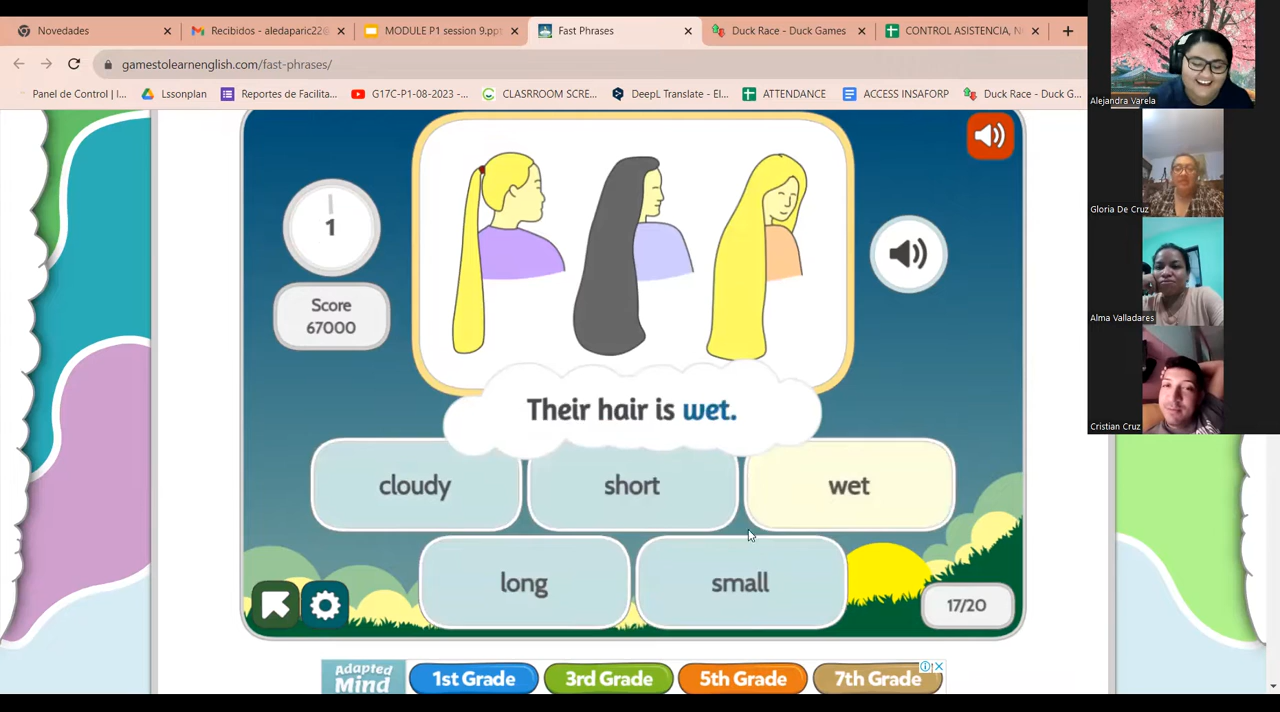 Novedades
Recibidos - aledaparic22@
MODULE P1 session 9.ppt
Fast Phrases
Duck Race - Duck Games
CONTROL ASISTENCIA, N
gamestolearnenglish.com/fast-phrases/
Panel de Control | I...
Lssonplan
Reportes de Facilita...
G17C-P1-08-2023 -...
CLASRROOM SCRE...
DeepL Translate - El...
ATTENDANCE
ACCESS INSAFORP
Duck Race - Duck G...
Alejandra Varela
Gloria De Cruz
Alma Valladares
Cristian Cruz
1
Score
67000
Their hair is wet.
cloudy
short
wet
long
small
17/20
Adapted
Mind
1st Grade
3rd Grade
5th Grade
7th Grade